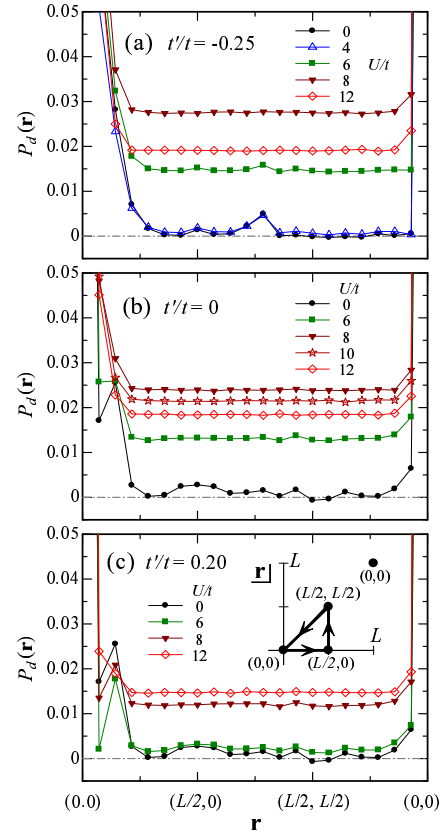 0.05
(a) t'/t = -0.25
0
4
6 U/t
8
12
0.04
0.03
0.02
0.01
0
P_d(r)
0.05
(b) t'/t = 0
U/t
0
6
8
10
12
0.04
0.03
0.02
0.01
0
P_d(r)
0.05
(c) t'/t = 0.20
U/t
0
6
8
12
0.04
0.03
0.02
0.01
0
P_d(r)
r
L
(0,0)
(L/2, L/2)
L
(0,0)
(L/2,0)
(0.0)
(L/2,0)
(L/2, L/2)
(0,0)
r